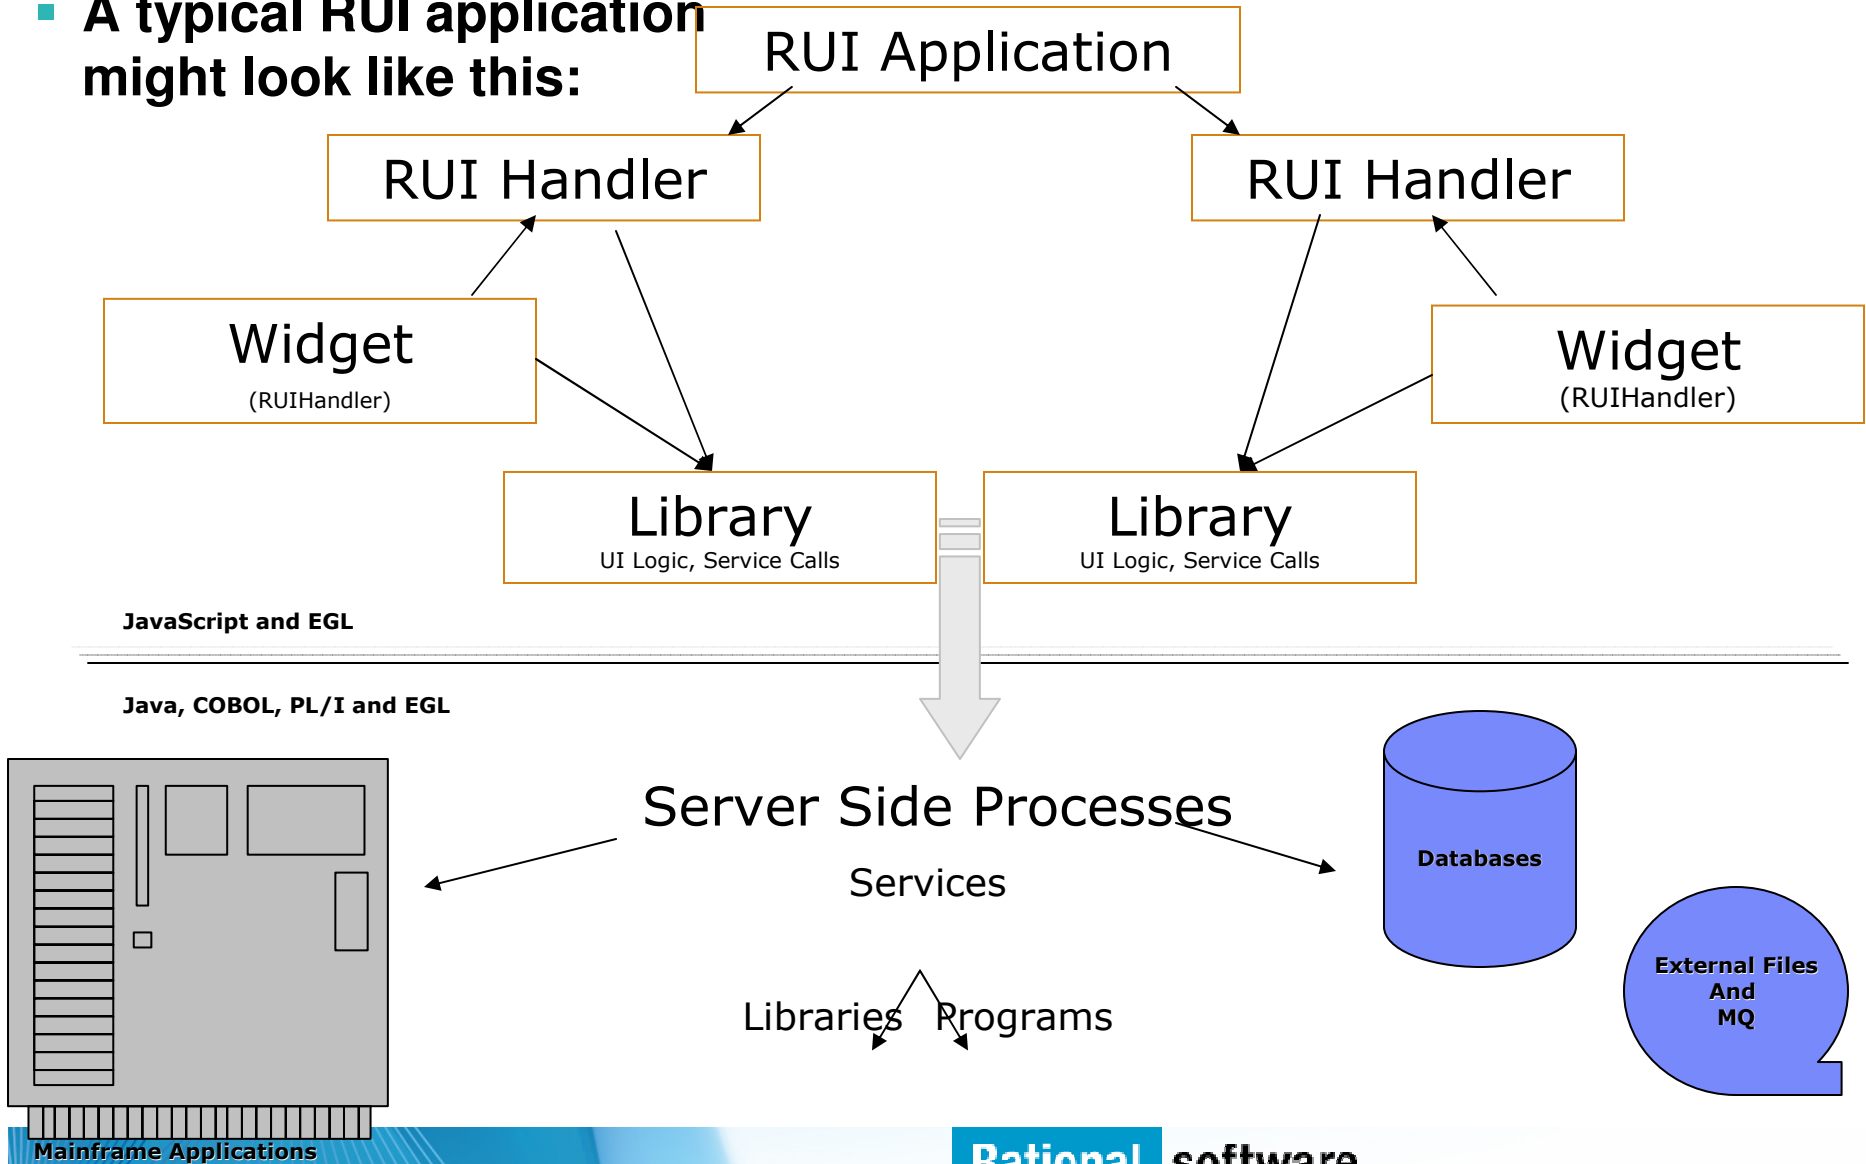 A typical RUI application
might look like this:
RUI Application
RUI Handler
RUI Handler
Widget
(RUIHandler)
Widget
(RUIHandler)
Library
UI Logic, Service Calls
Library
UI Logic, Service Calls
JavaScript and EGL
Java, COBOL, PL/I and EGL
Server Side Processes
Services
Libraries Programs
Databases
External Files
And
MQ
Mainframe Applications
Rational software